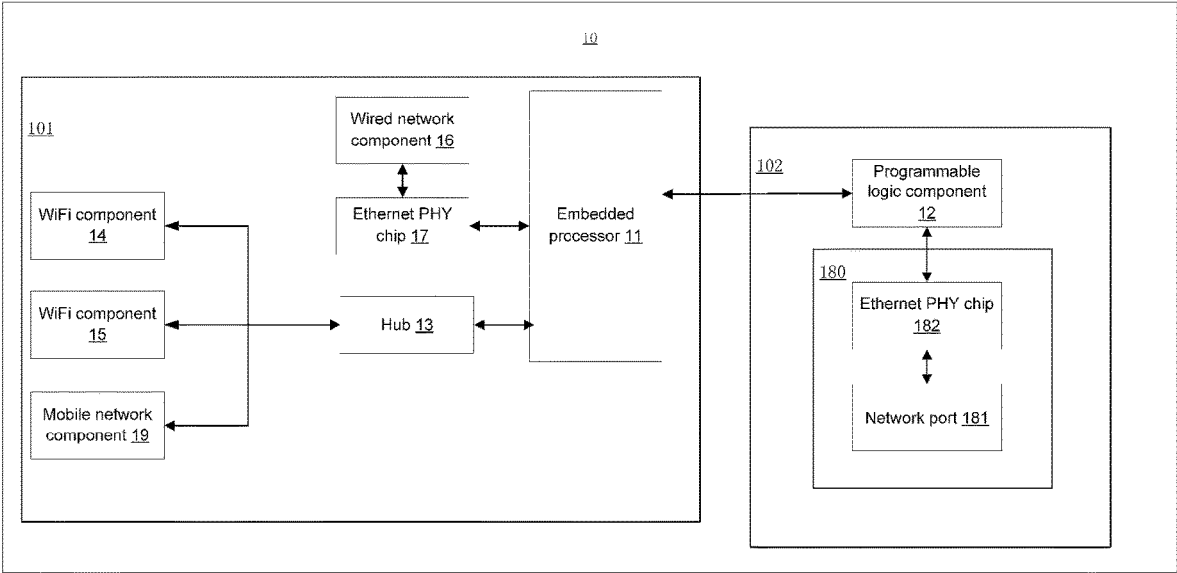 10
101
Wired network
component 16
Ethernet PHY
chip 17
Embedded
processor 11
WiFi component
14
WiFi component
15
Hub 13
Mobile network
component 19
102
Programmable
logic component
12
180
Ethernet PHY chip
182
Network port 181